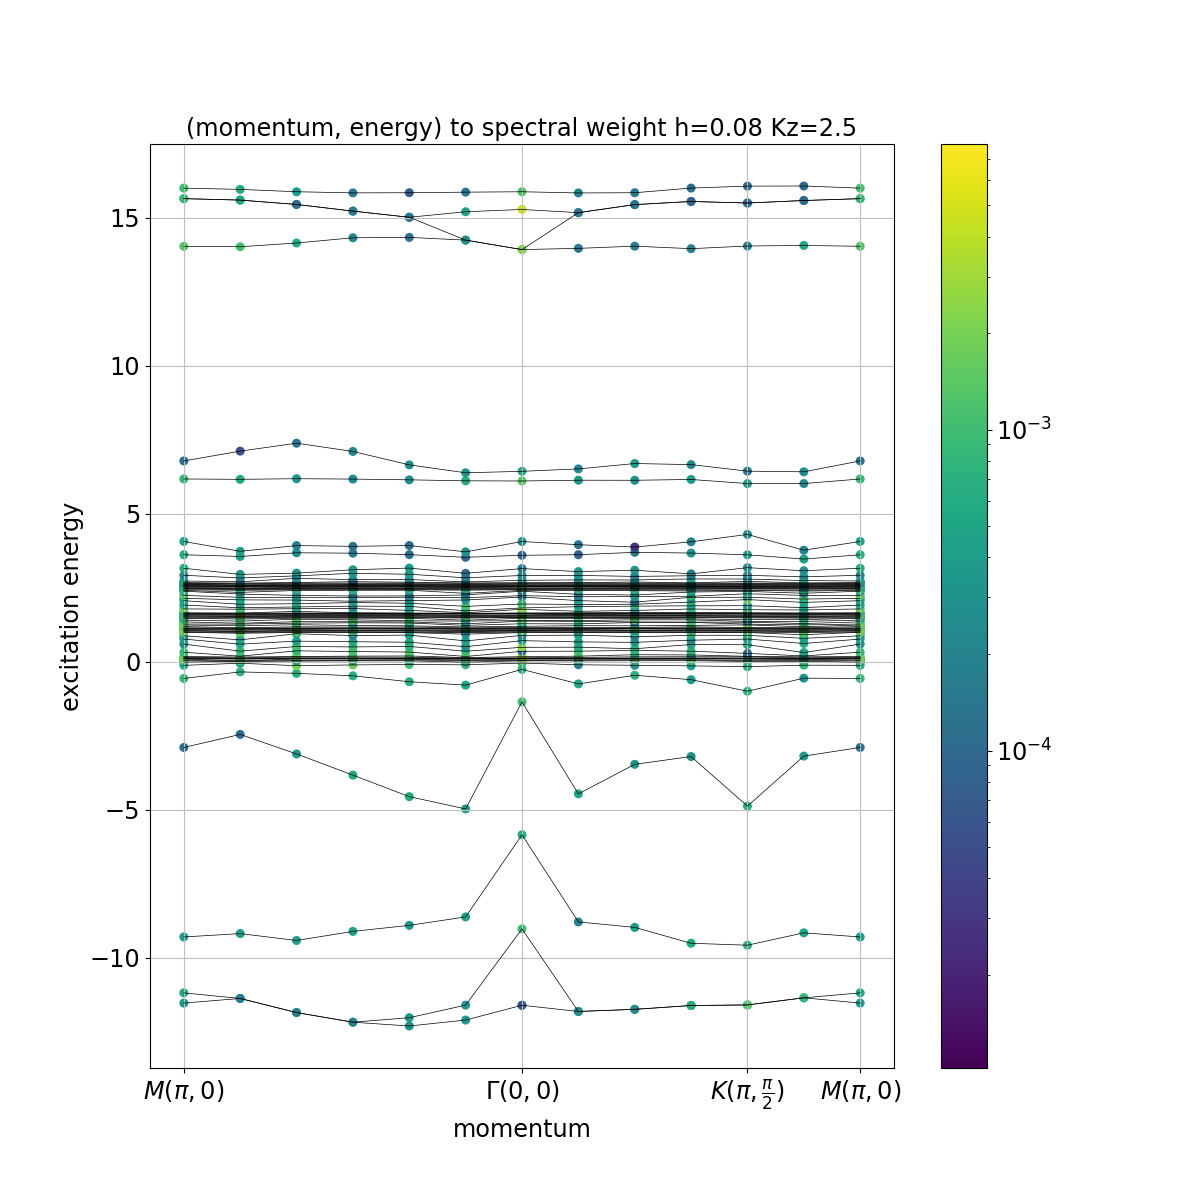 (momentum, energy) to spectral weight h=0.08 Kz=2.5
excitation energy
15
10
5
0
−5
−10
M(π, 0)
Γ(0, 0)
K(π, π/2)
M(π, 0)
momentum
10⁻³
10⁻⁴